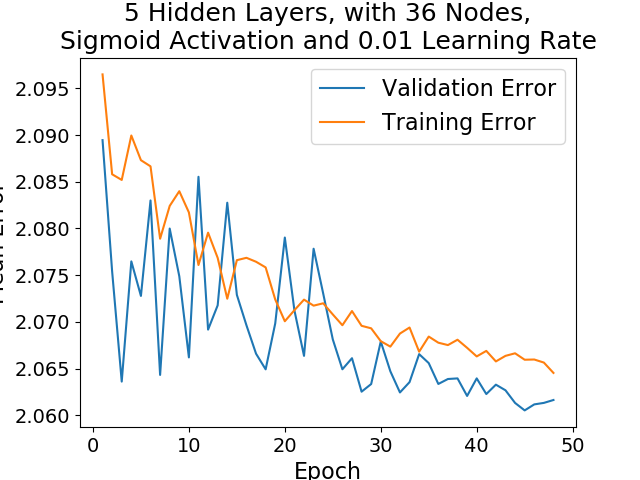 5 Hidden Layers, with 36 Nodes,
Sigmoid Activation and 0.01 Learning Rate
Validation Error
Training Error
2.095
2.090
2.085
2.080
2.075
2.070
2.065
2.060
0 10 20 30 40 50
Epoch